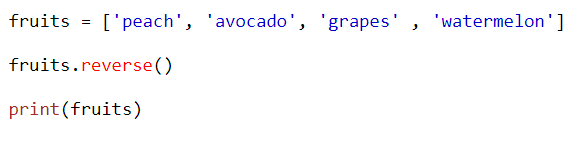 fruits = ['peach', 'avocado', 'grapes' , 'watermelon']
fruits.reverse()
print(fruits)